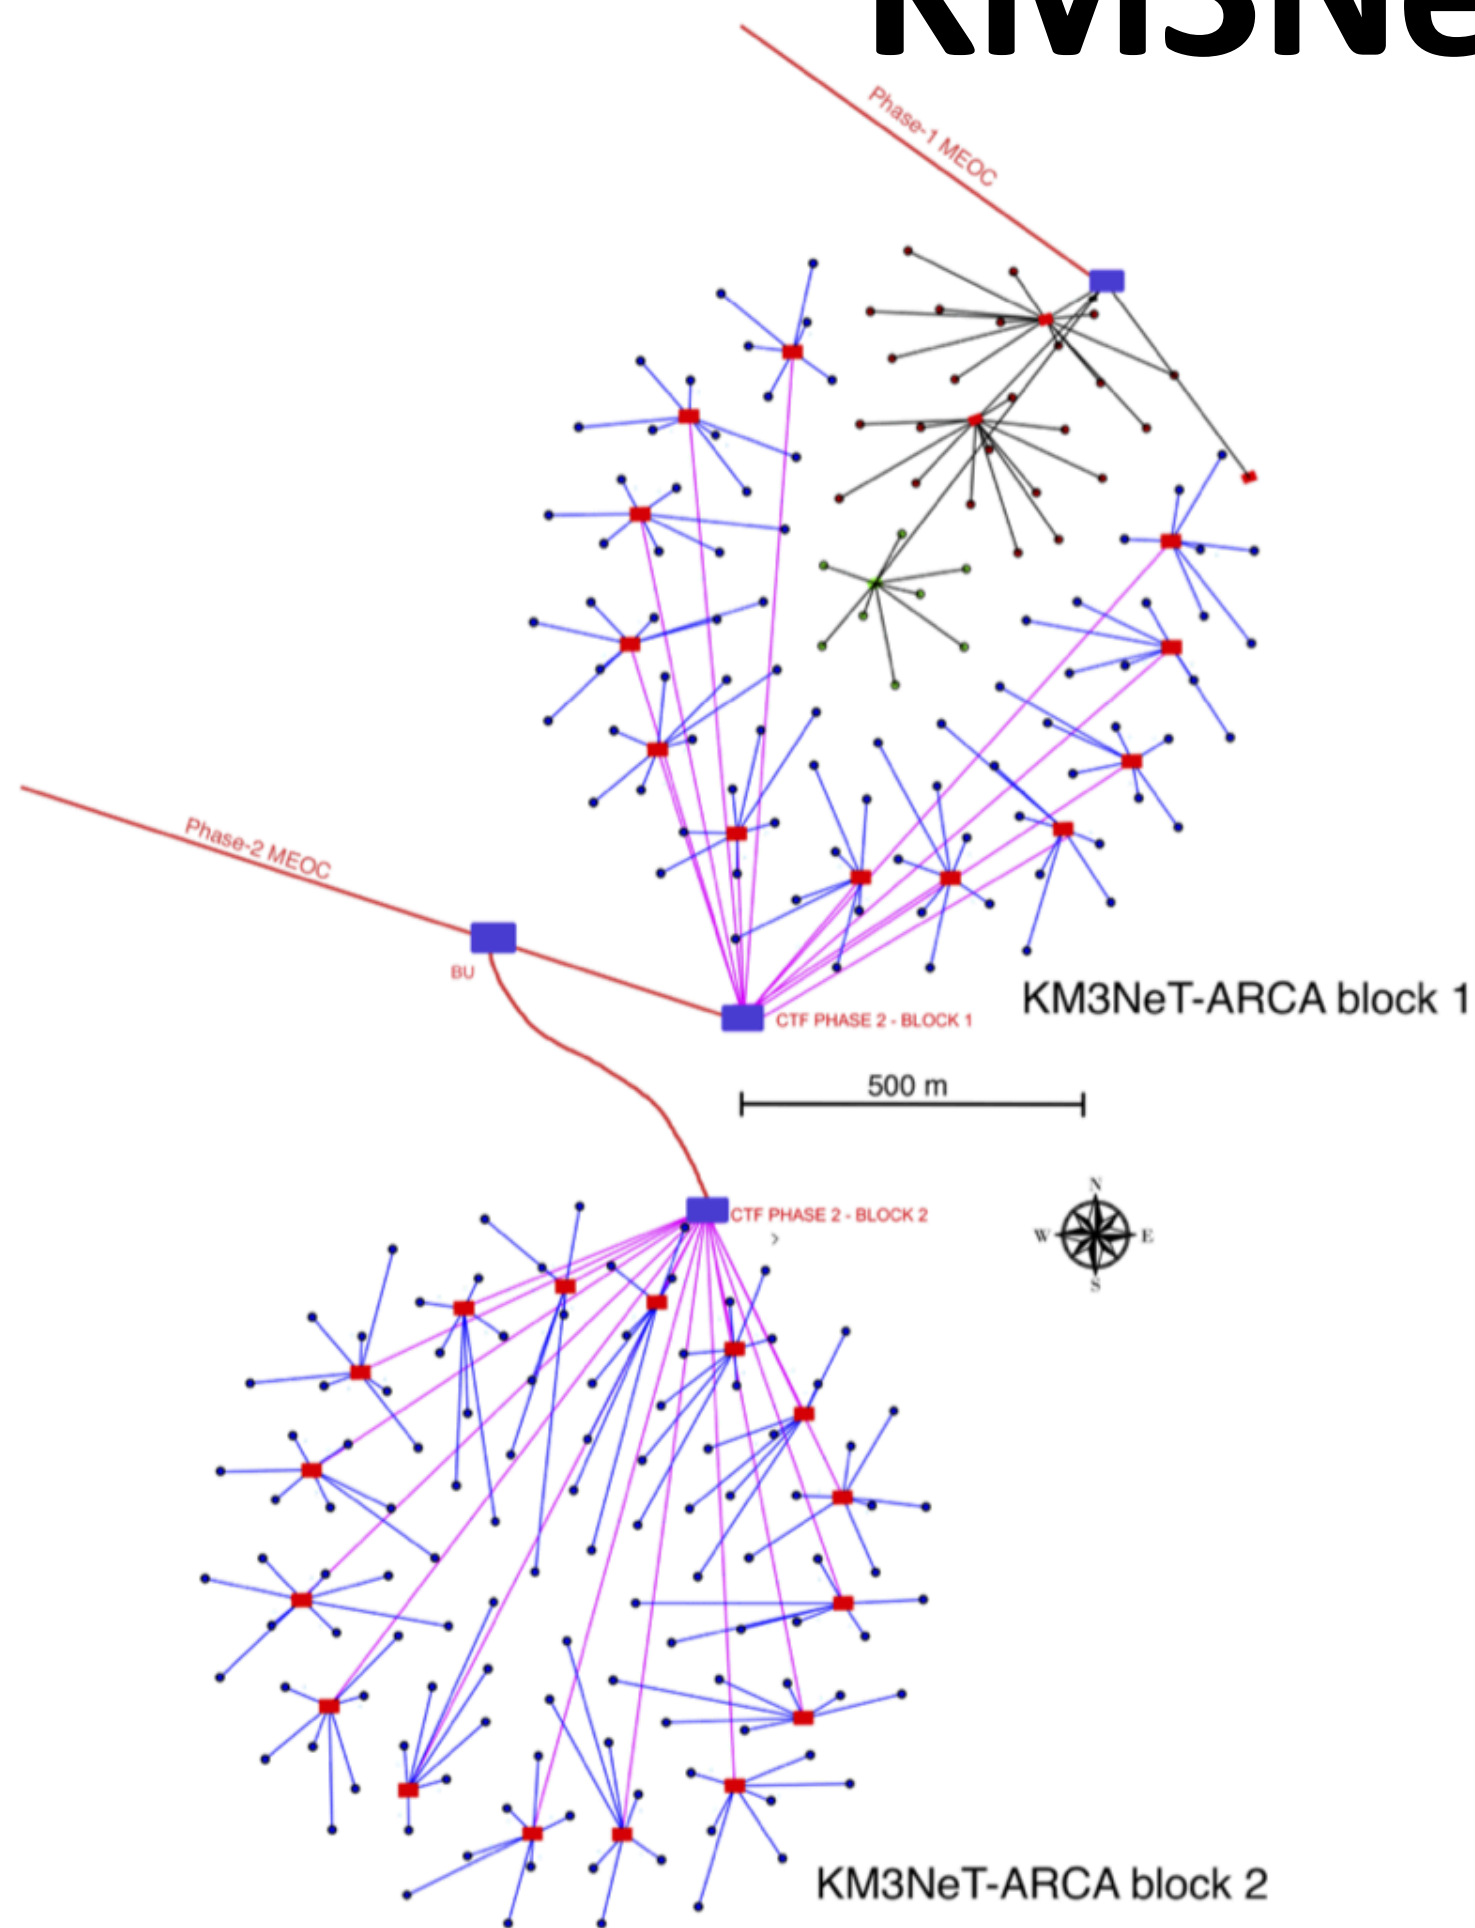 KM3Ne
Phase-1 MEOC
Phase-2 MEOC
BU
KM3NeT-ARCA block 1
CTF PHASE 2 - BLOCK 1
500 m
N
W E
S
CTF PHASE 2 - BLOCK 2
KM3NeT-ARCA block 2